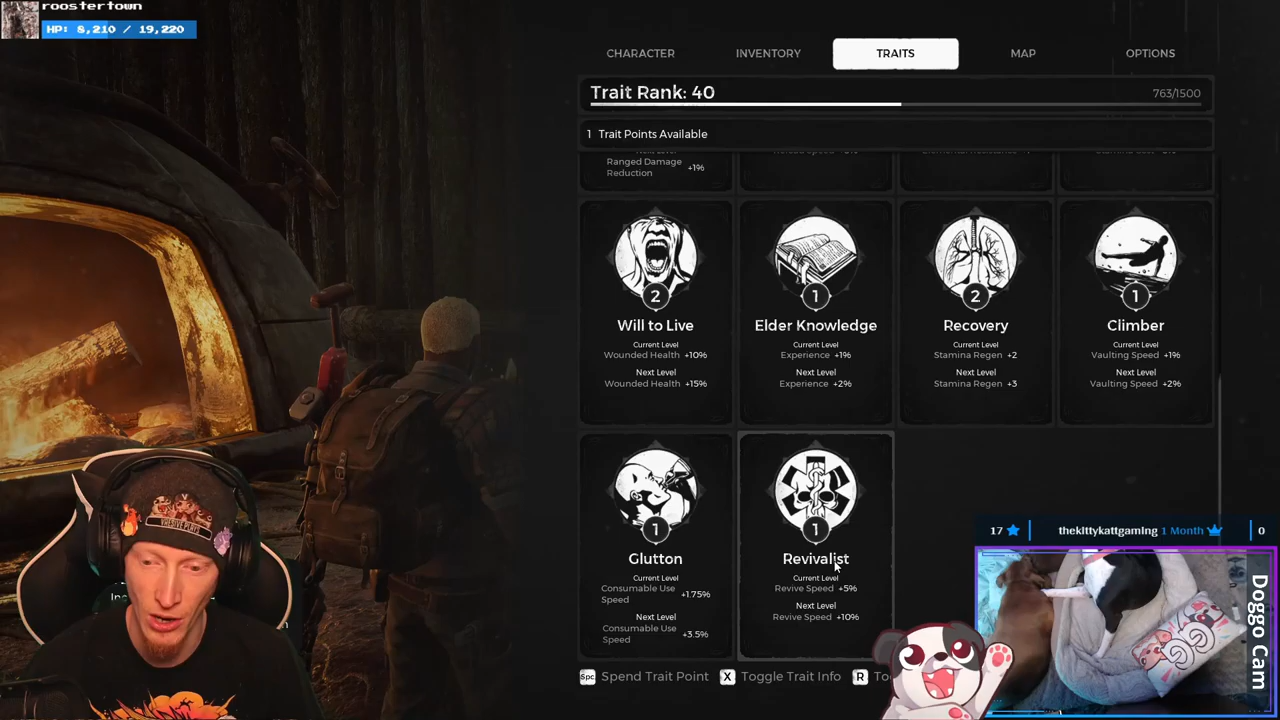 roostertown
HP: 8,210 / 19,220
CHARACTER
INVENTORY
TRAITS
MAP
OPTIONS
Trait Rank: 40
763/1500
1 Trait Points Available
Ranged Damage Reduction +1%
Will to Live
2
Current Level
Wounded Health +10%
Next Level
Wounded Health +15%
Elder Knowledge
1
Current Level
Experience +1%
Next Level
Experience +2%
Recovery
2
Current Level
Stamina Regen +2
Next Level
Stamina Regen +3
Climber
1
Current Level
Vaulting Speed +1%
Next Level
Vaulting Speed +2%
Glutton
1
Current Level
Consumable Use Speed +1.75%
Next Level
Consumable Use Speed +3.5%
Revivalist
1
Current Level
Revive Speed +5%
Next Level
Revive Speed +10%
Spc. Spend Trait Point
X Toggle Trait Info
R
17
thekittykattgaming 1 Month
0
Doggo Cam